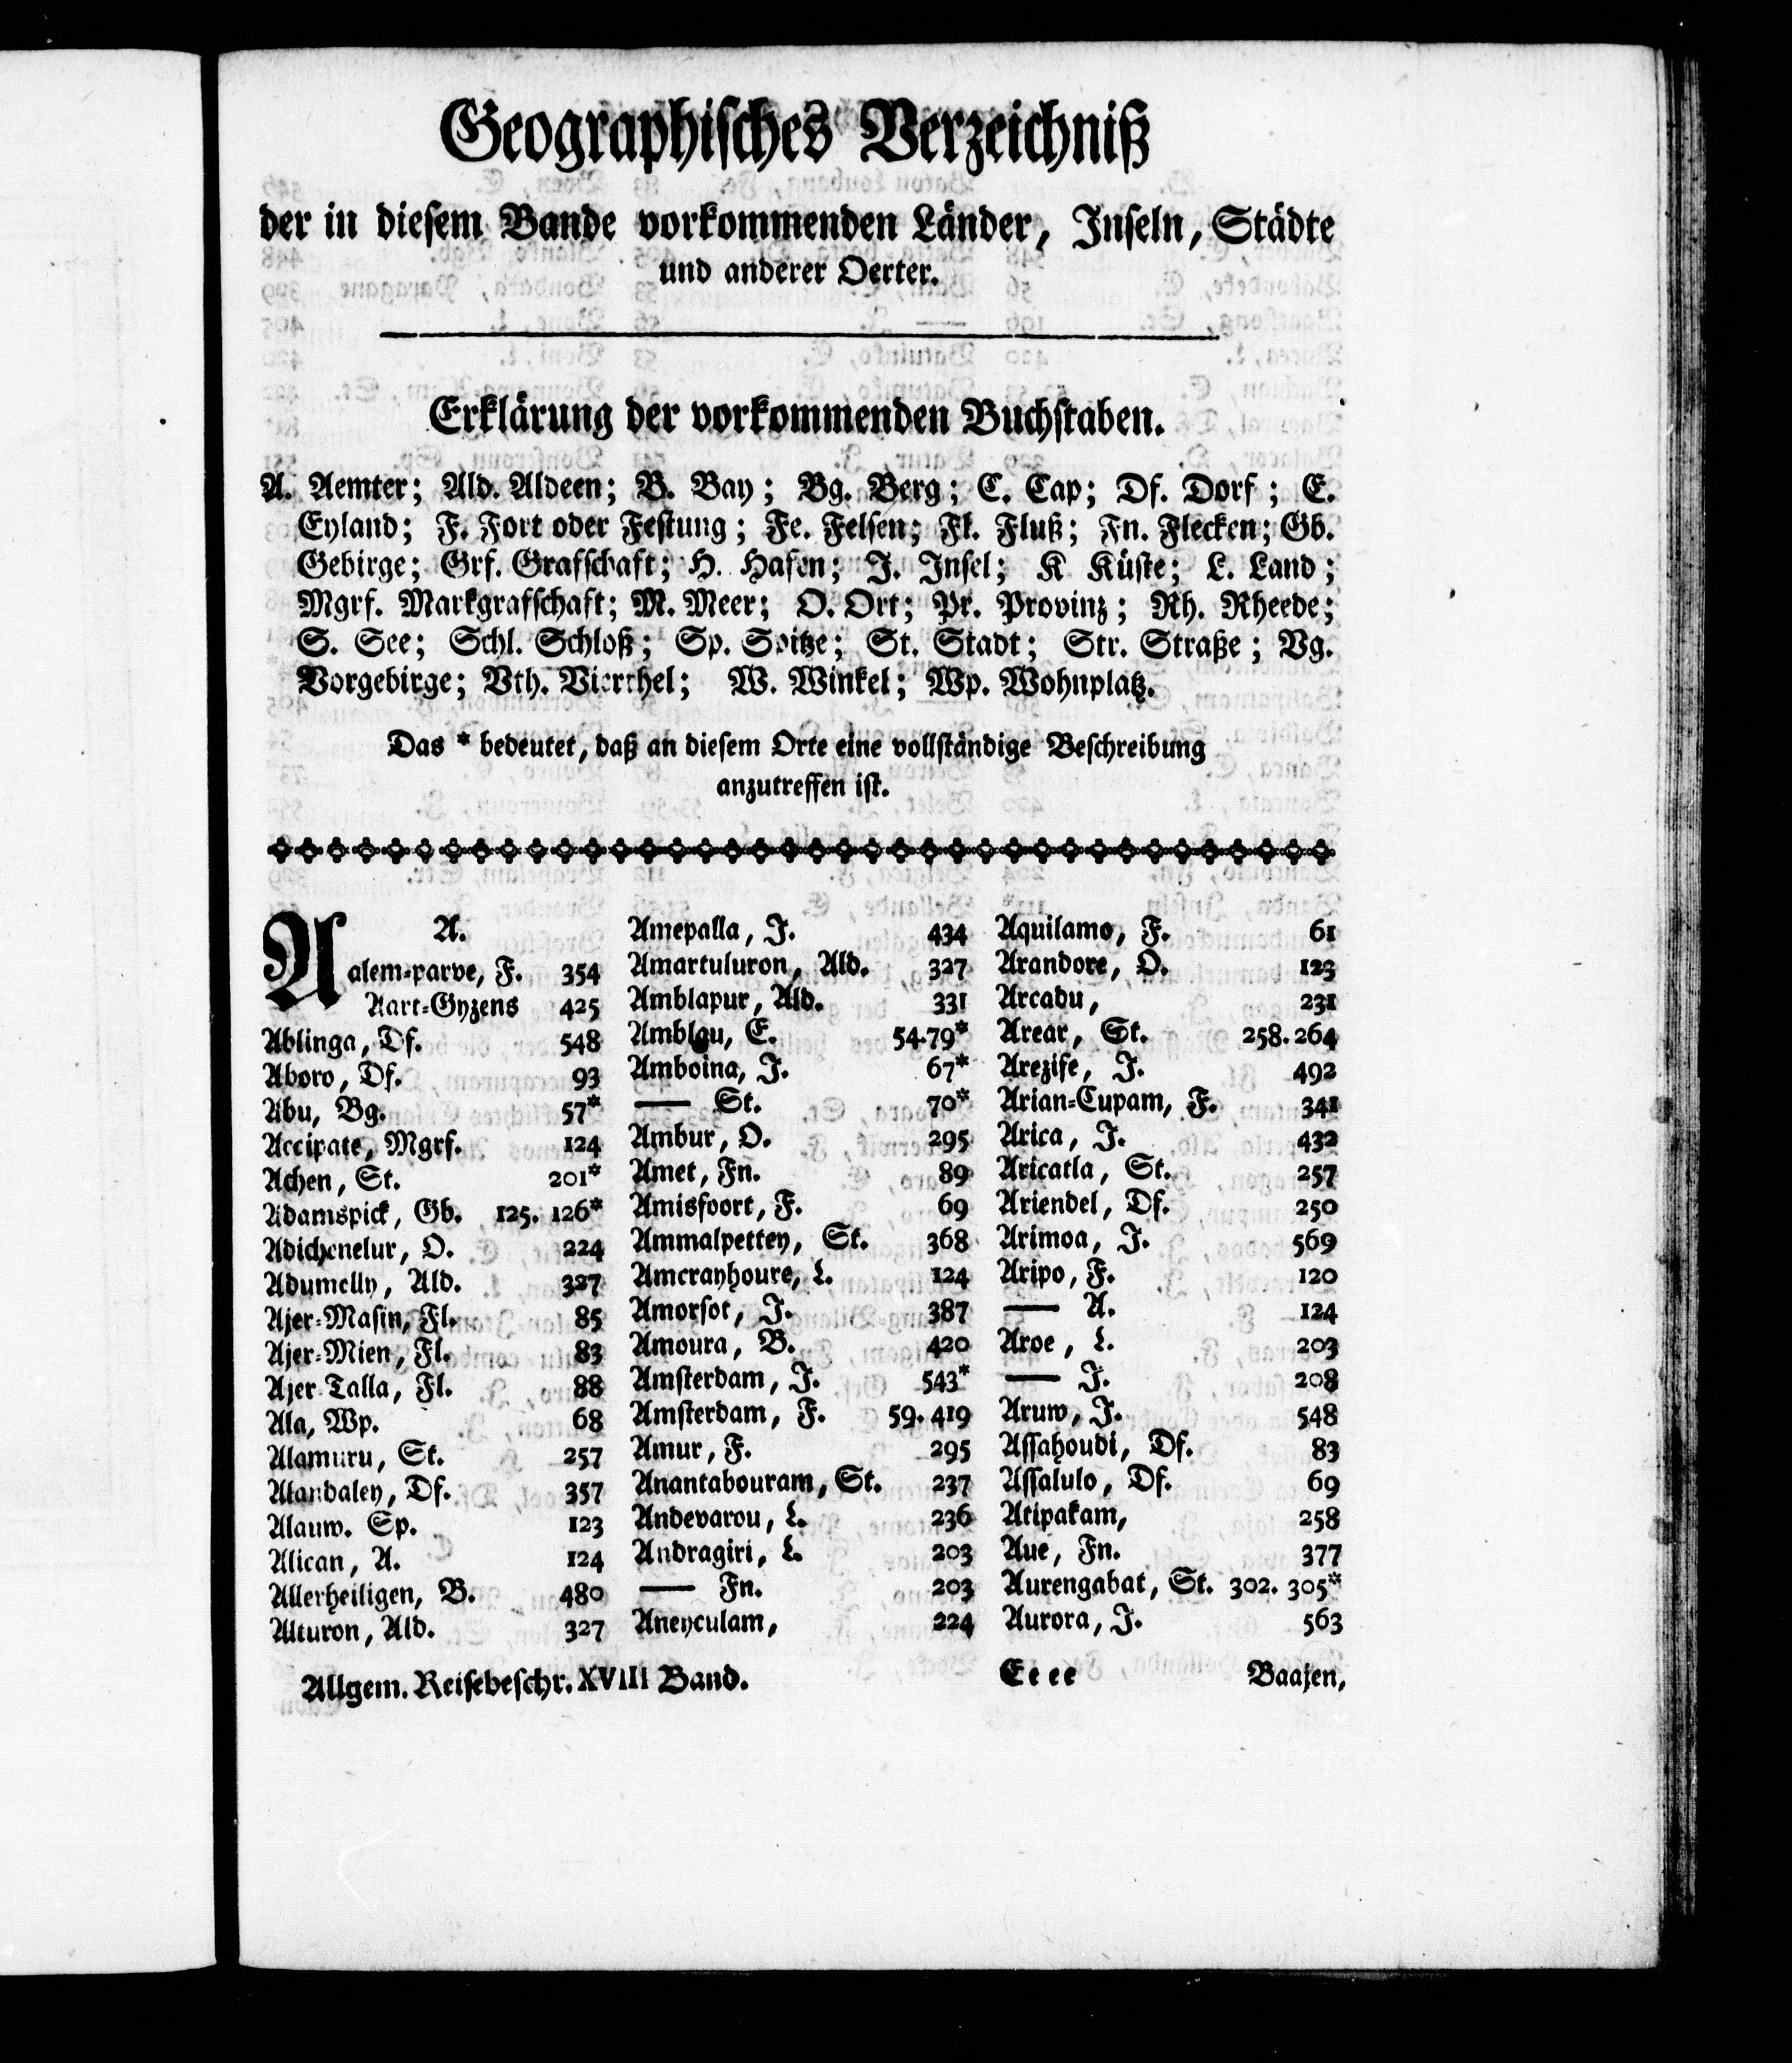 Geographisches Verzeichniß
der in diesem Bande vorkommenden Länder, Inseln, Städte
und anderer Oerter.
Erklärung der vorkommenden Buchstaben.
A. Aemter; Ald. Aldeen; B. Bay; Bg. Berg; C. Cap; Df. Dorf; E.
Eyland; F. Fort oder Festung; Fe. Felsen; Fl. Fluß; Fn. Flecken; Gb.
Gebirge; Grf. Grafschaft; H. Hafen; J. Insel; K Küste; L. Land;
Mgrf. Markgrafschaft; M. Meer; O. Ort; Pr. Provinz; Rh. Rheede;
S. See; Schl. Schloß; Sp. Spitze; St. Stadt; Str. Straße; Vg.
Vorgebirge; Vth. Vierthel; W. Winkel; Wp. Wohnplatz.
Das * bedeutet, daß an diesem Orte eine vollständige Beschreibung
anzutreffen ist.
A.
Aalem-parve, F. 354
Aart-Gyzens 425
Ablinga, Df. 548
Aboro, Df. 93
Abu, Bg. 57*
Accipate, Mgrf. 124
Achen, St. 201*
Adamspick, Gb. 125. 126*
Adichenelur, O. 224
Adumelly, Ald. 327
Ajer-Masin, Fl. 85
Ajer-Mien, Fl. 83
Ajer-Talla, Fl. 88
Ala, Wp. 68
Alamuru, St. 257
Alandaley, Df. 357
Alauw. Sp. 123
Alican, A. 124
Allerheiligen, B. 480
Alturon, Ald. 327
Amepalla, J. 434
Amartuluron, Ald. 327
Amblapur, Ald. 331
Amblau, E. 54.79*
Amboina, J. 67*
—— St. 70*
Ambur, O. 295
Amet, Fn. 89
Amisfoort, F. 69
Ammalpettey, St. 368
Amcrayhoure, L. 124
Amorsot, J. 387
Amoura, B. 420
Amsterdam, J. 543*
Amsterdam, F. 59. 419
Amur, F. 295
Anantabouram, St. 237
Andevarou, L. 236
Andragiri, L. 203
—— Fn. 203
Aneyculam, 224
Aquilamo, F. 61
Arandore, O. 123
Arcadu, 231
Arear, St. 258. 264
Arezife, J. 492
Arian-Cupam, F. 341
Arica, J. 432
Aricatla, St. 257
Ariendel, Df. 250
Arimoa, J. 569
Aripo, F. 120
—— A. 124
Aroe, L. 203
—— J. 208
Aruw, J. 548
Assahoudi, Df. 83
Assalulo, Df. 69
Atipakam, 258
Aue, Fn. 377
Aurengabat, St. 302. 305*
Aurora, J. 563
Allgem. Reisebeschr. XVIII Band. Eeee Baajen,